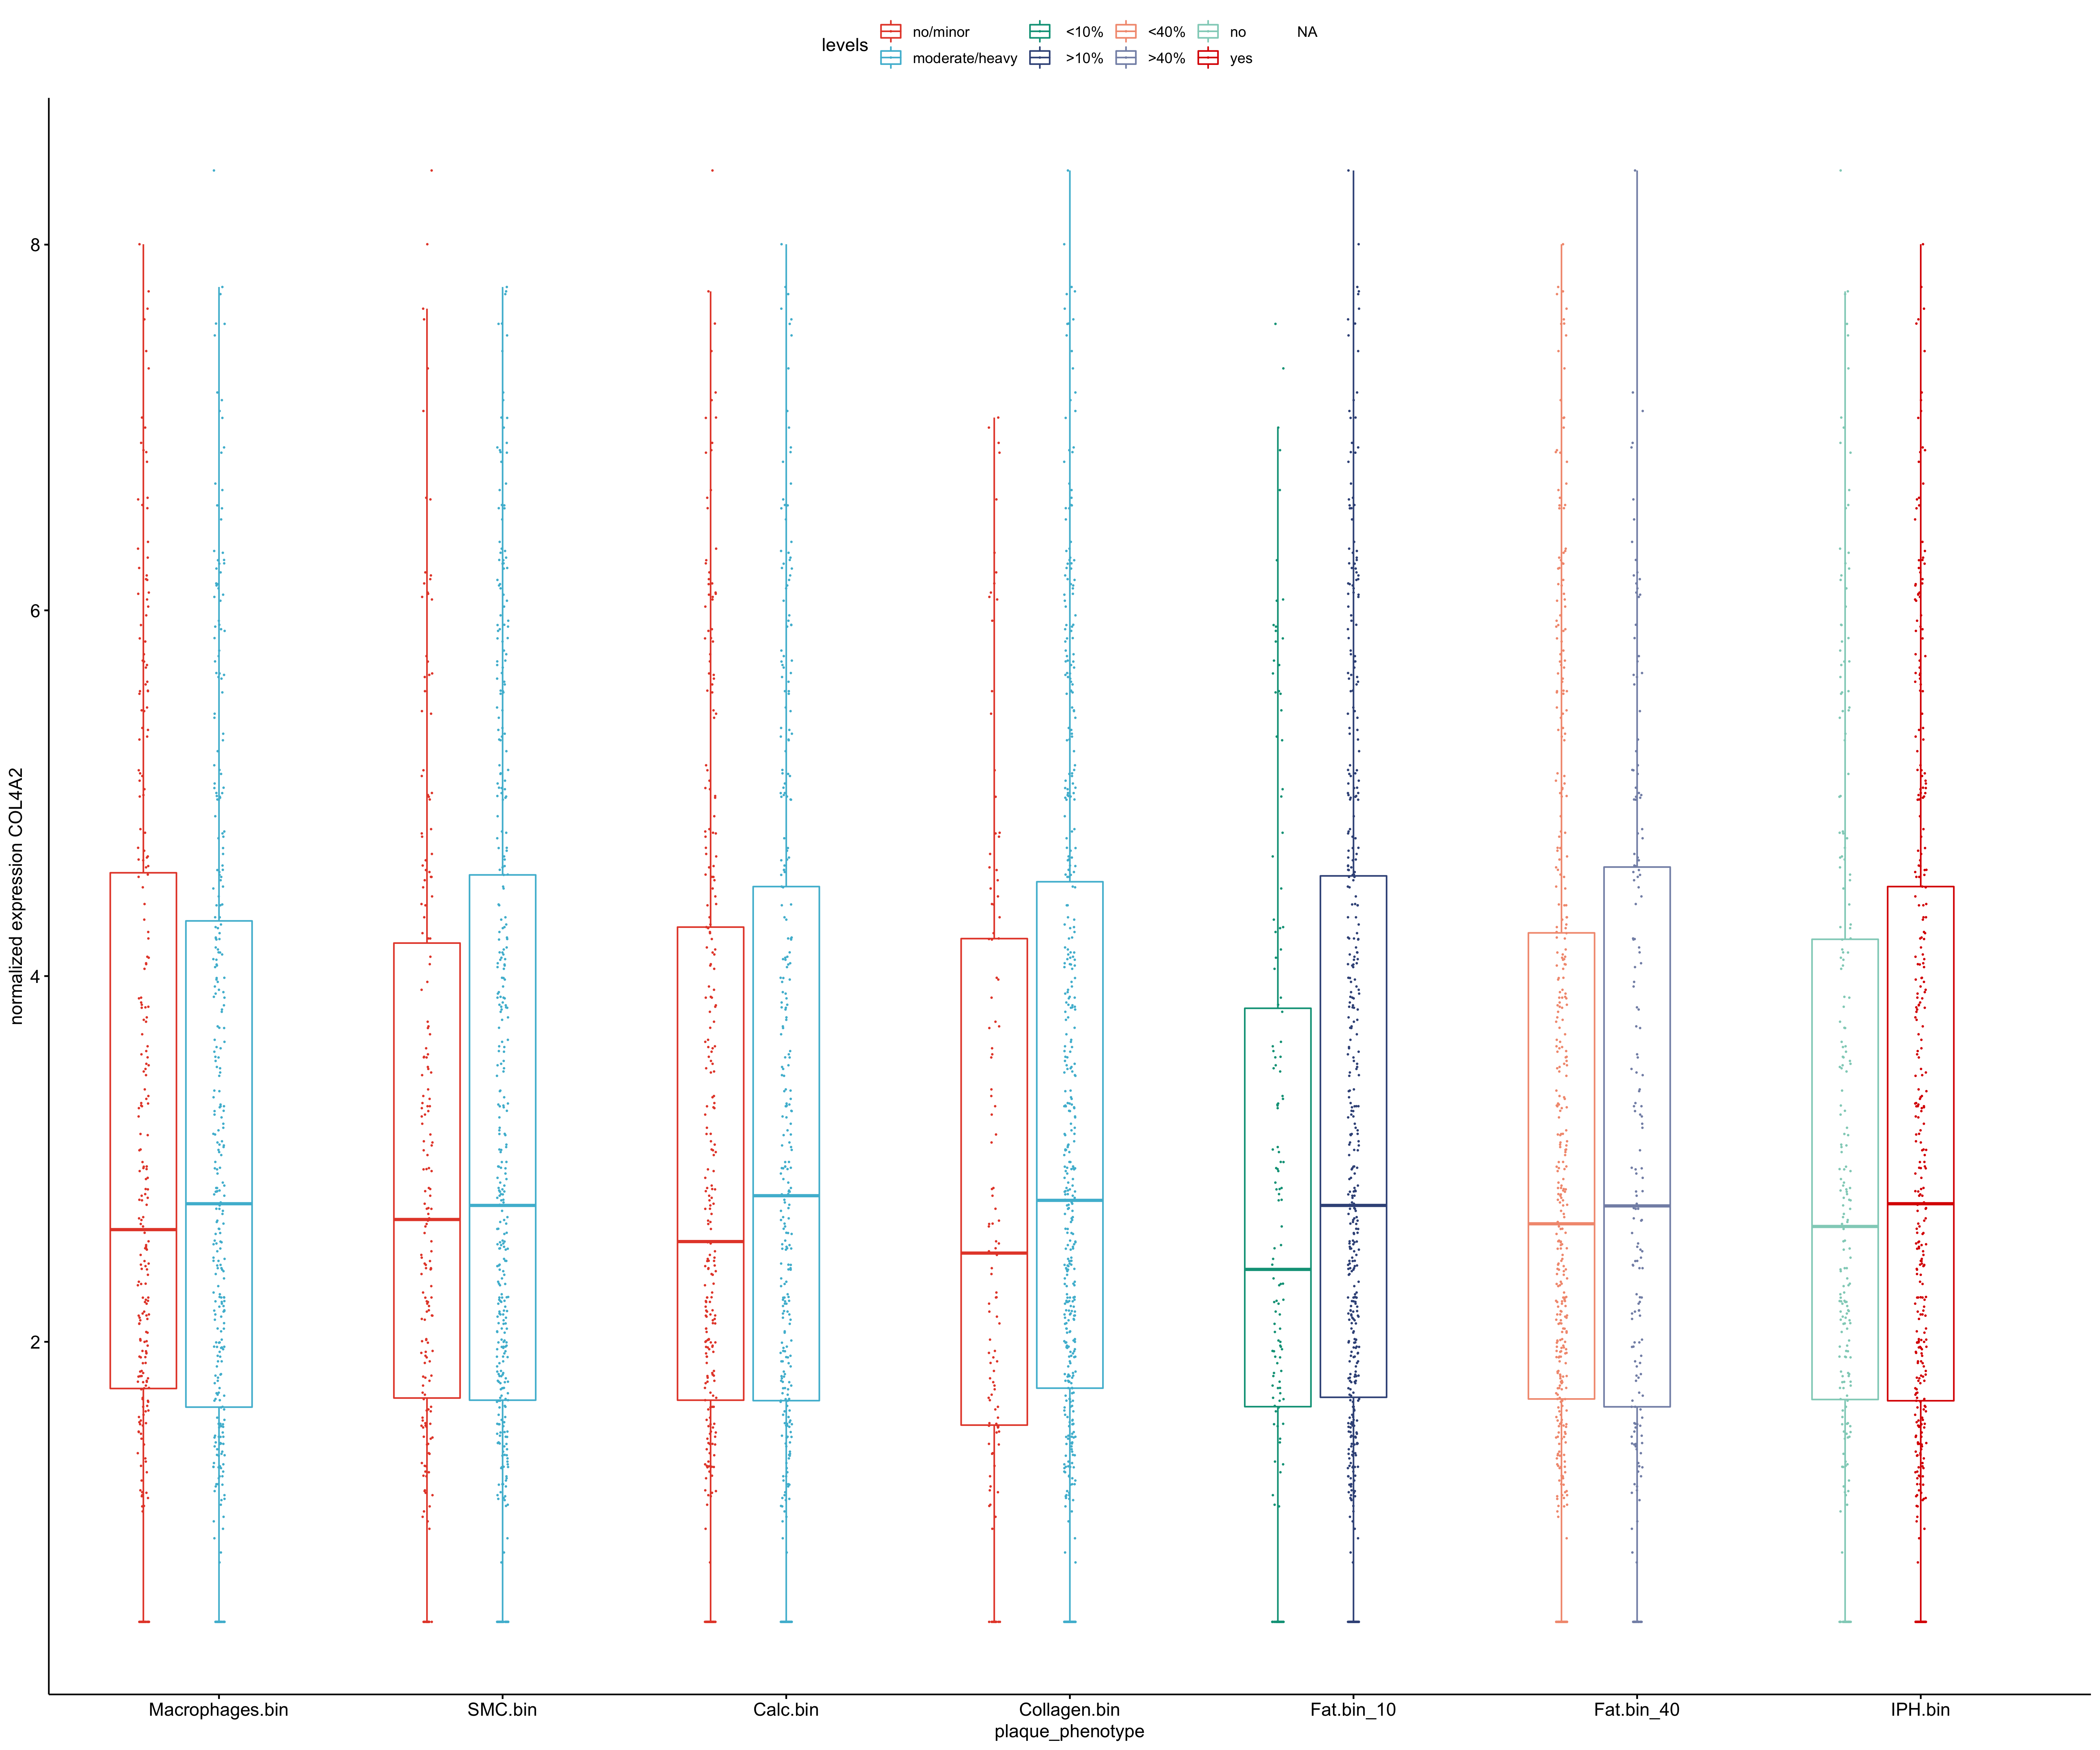 levels
no/minor <10% <40% no NA
moderate/heavy >10% >40% yes
normalized expression COL4A2
8
6
4
2
Macrophages.bin SMC.bin Calc.bin Collagen.bin Fat.bin_10 Fat.bin_40 IPH.bin
plaque_phenotype